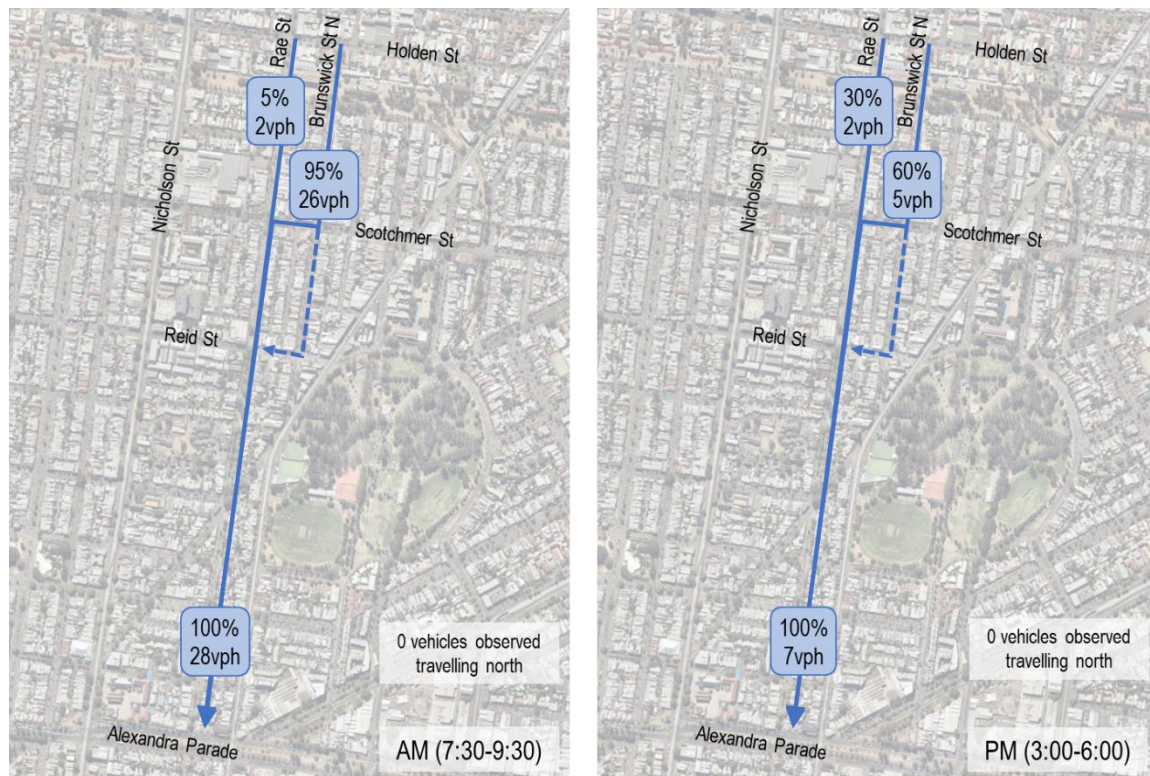 Rae St
Brunswick St N
Holden St
5%
2vph
95%
26vph
Nicholson St
Scotchmer St
Reid St
100%
28vph
0 vehicles observed
travelling north
Alexandra Parade
AM (7:30-9:30)
Rae St
Brunswick St N
Holden St
30%
2vph
60%
5vph
Nicholson St
Scotchmer St
Reid St
100%
7vph
0 vehicles observed
travelling north
Alexandra Parade
PM (3:00-6:00)